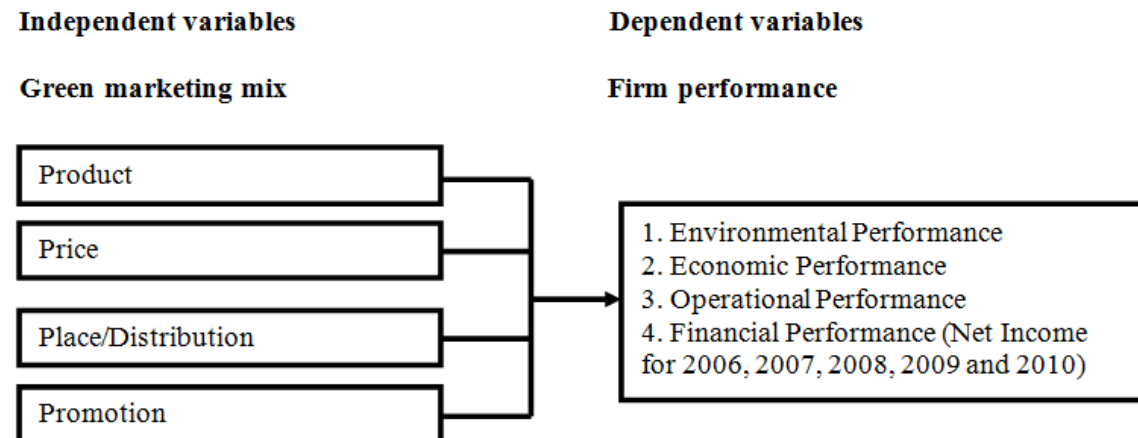 Independent variables
Dependent variables
Green marketing mix
Firm performance
Product
Price
Place/Distribution
Promotion
1. Environmental Performance
2. Economic Performance
3. Operational Performance
4. Financial Performance (Net Income
for 2006, 2007, 2008, 2009 and 2010)